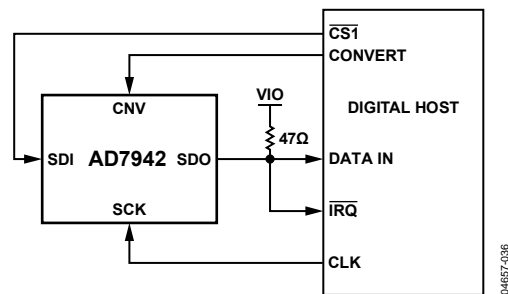 CS1
CONVERT
CNV
VIO
DIGITAL HOST
47Ω
SDI
AD7942
SDO
DATA IN
SCK
IRQ
CLK
04657-036